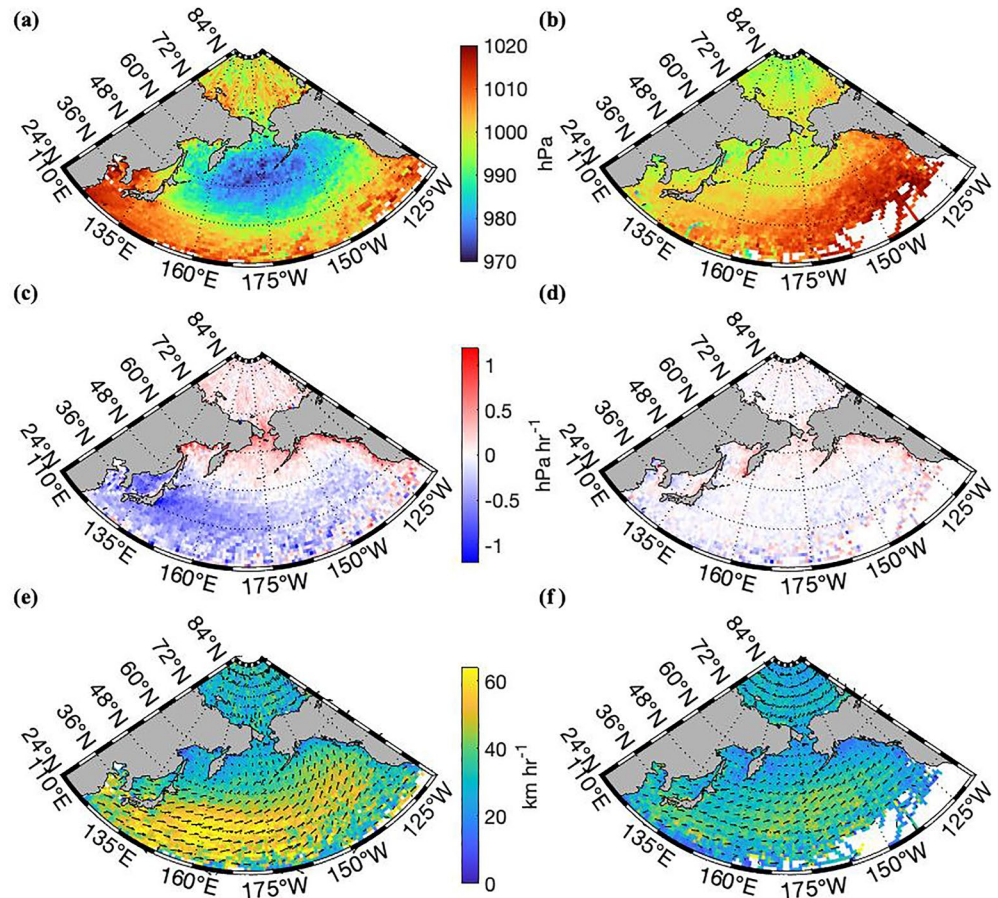 (a)
84°N
72°N
60°N
48°N
36°N
24°N
110°E
135°E
160°E
175°W
150°W
125°W
1020
1010
1000
990
980
970
hPa
(b)
84°N
72°N
60°N
48°N
36°N
24°N
110°E
135°E
160°E
175°W
150°W
125°W
(c)
84°N
72°N
60°N
48°N
36°N
24°N
110°E
135°E
160°E
175°W
150°W
125°W
1
0.5
0
-0.5
-1
hPa hr⁻¹
(d)
84°N
72°N
60°N
48°N
36°N
24°N
110°E
135°E
160°E
175°W
150°W
125°W
(e)
84°N
72°N
60°N
48°N
36°N
24°N
110°E
135°E
160°E
175°W
150°W
125°W
60
40
20
0
km hr⁻¹
(f)
84°N
72°N
60°N
48°N
36°N
24°N
110°E
135°E
160°E
175°W
150°W
125°W